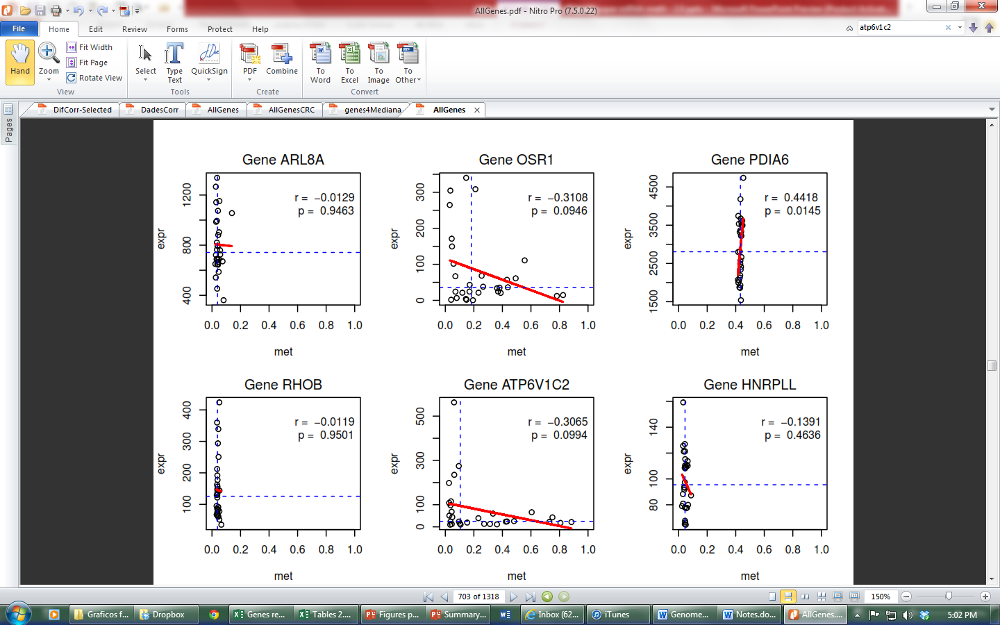 AllGenes.pdf - Nitro Pro (7.5.0.22)
File Home Edit Review Forms Protect Help
atp6v1c2
Hand
Zoom
Fit Width
Fit Page
Rotate View
View
Select
Type Text
QuickSign
Tools
PDF
Combine
Create
To Word
To Excel
To Image
To Other
Convert
Pages
DifCorr-Selected DadesCorr AllGenes AllGenesCRC genes4Mediana AllGenes
Gene ARL8A
r = −0.0129
p = 0.9463
expr
400 800 1200
0.0 0.2 0.4 0.6 0.8 1.0
met
Gene OSR1
r = −0.3108
p = 0.0946
expr
0 100 200 300
0.0 0.2 0.4 0.6 0.8 1.0
met
Gene PDIA6
r = 0.4418
p = 0.0145
expr
1500 2500 3500 4500
0.0 0.2 0.4 0.6 0.8 1.0
met
Gene RHOB
r = −0.0119
p = 0.9501
expr
100 200 300 400
0.0 0.2 0.4 0.6 0.8 1.0
met
Gene ATP6V1C2
r = −0.3065
p = 0.0994
expr
0 100 300 500
0.0 0.2 0.4 0.6 0.8 1.0
met
Gene HNRPLL
r = −0.1391
p = 0.4636
expr
80 100 140
0.0 0.2 0.4 0.6 0.8 1.0
met
703 of 1318
150%
Graficos f... Dropbox Genes re... Tables 2.... Figures p... Summary... Inbox (62... iTunes Genome... Notes.do... AllGenes....
5:02 PM